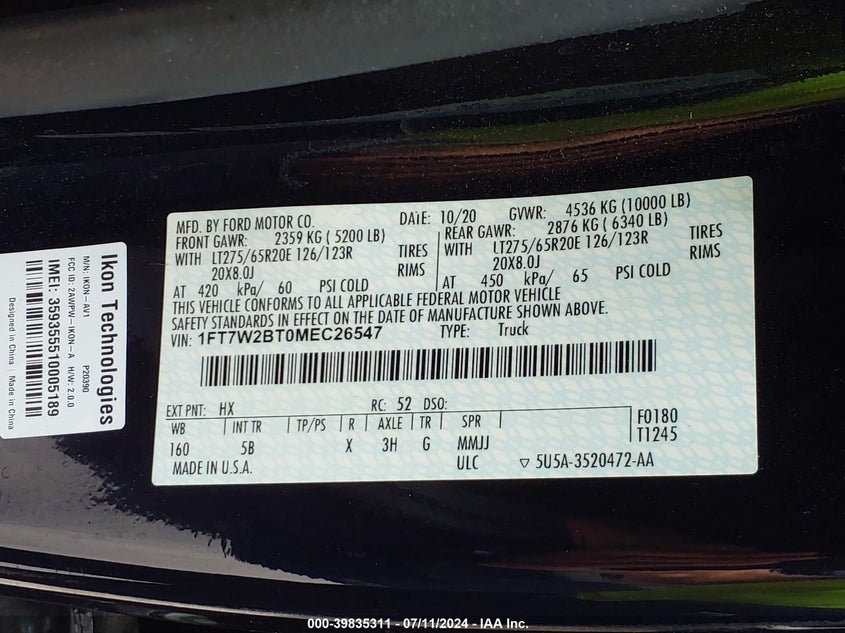 MFD. BY FORD MOTOR CO. DATE: 10/20 GVWR: 4536 KG (10000 LB)
FRONT GAWR: 2359 KG ( 5200 LB) REAR GAWR: 2876 KG ( 6340 LB)
WITH LT275/65R20E 126/123R TIRES WITH LT275/65R20E 126/123R TIRES
20X8.0J RIMS 20X8.0J RIMS
AT 420 kPa/ 60 PSI COLD AT 450 kPa/ 65 PSI COLD
THIS VEHICLE CONFORMS TO ALL APPLICABLE FEDERAL MOTOR VEHICLE
SAFETY STANDARDS IN EFFECT ON THE DATE OF MANUFACTURE SHOWN ABOVE.
VIN: 1FT7W2BT0MEC26547 TYPE: Truck
EXT PNT: HX RC: 52 DSO:
WB INT TR TP/PS R AXLE TR SPR F0180
160 5B X 3H G MMJJ T1245
MADE IN U.S.A. ULC ▽ 5U5A-3520472-AA
Ikon Technologies
M/N: IKON-AV1 P20390
FCC ID: 2AWPW-IKON-A H/W: 2.0.0
IMEI: 359355510005189
Designed in China | Made in China
000-39835311 - 07/11/2024 - IAA Inc.